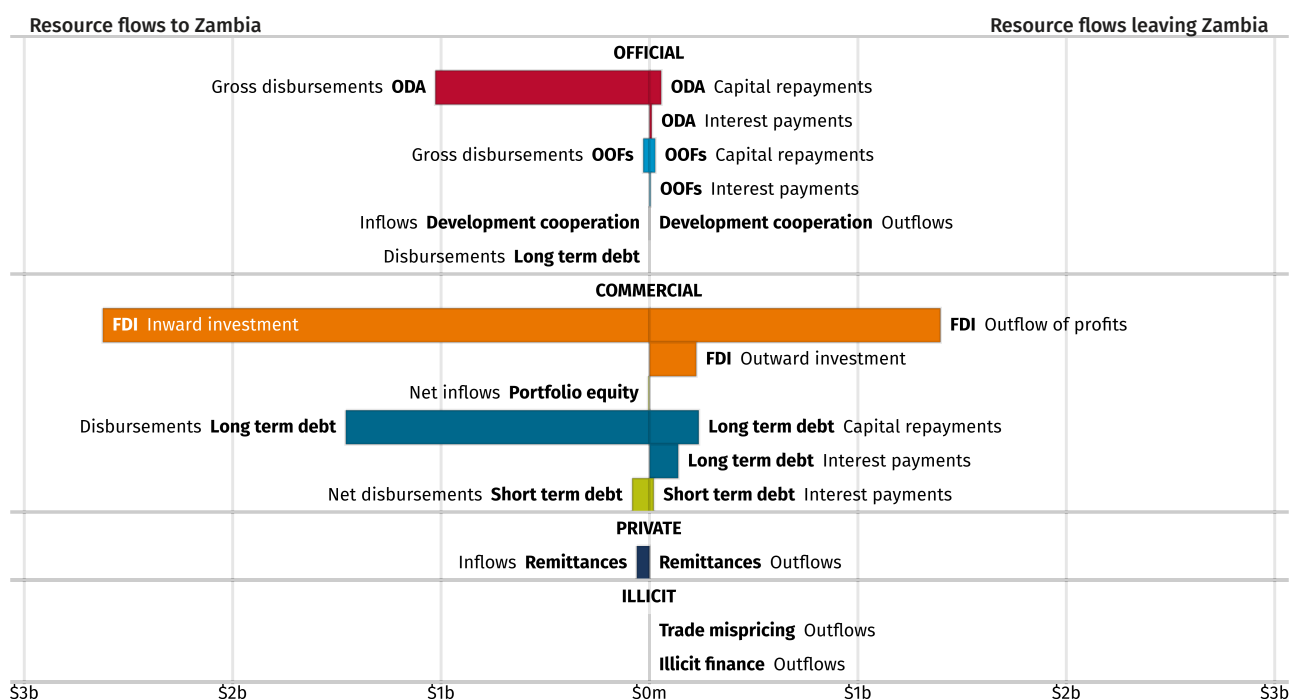 Resource flows to Zambia Resource flows leaving Zambia
OFFICIAL
Gross disbursements ODA ODA Capital repayments
ODA Interest payments
Gross disbursements OOFs OOFs Capital repayments
OOFs Interest payments
Inflows Development cooperation Development cooperation Outflows
Disbursements Long term debt
COMMERCIAL
FDI Inward investment FDI Outflow of profits
FDI Outward investment
Net inflows Portfolio equity
Disbursements Long term debt Long term debt Capital repayments
Long term debt Interest payments
Net disbursements Short term debt Short term debt Interest payments
PRIVATE
Inflows Remittances Remittances Outflows
ILLICIT
Trade mispricing Outflows
Illicit finance Outflows
$3b $2b $1b $0m $1b $2b $3b